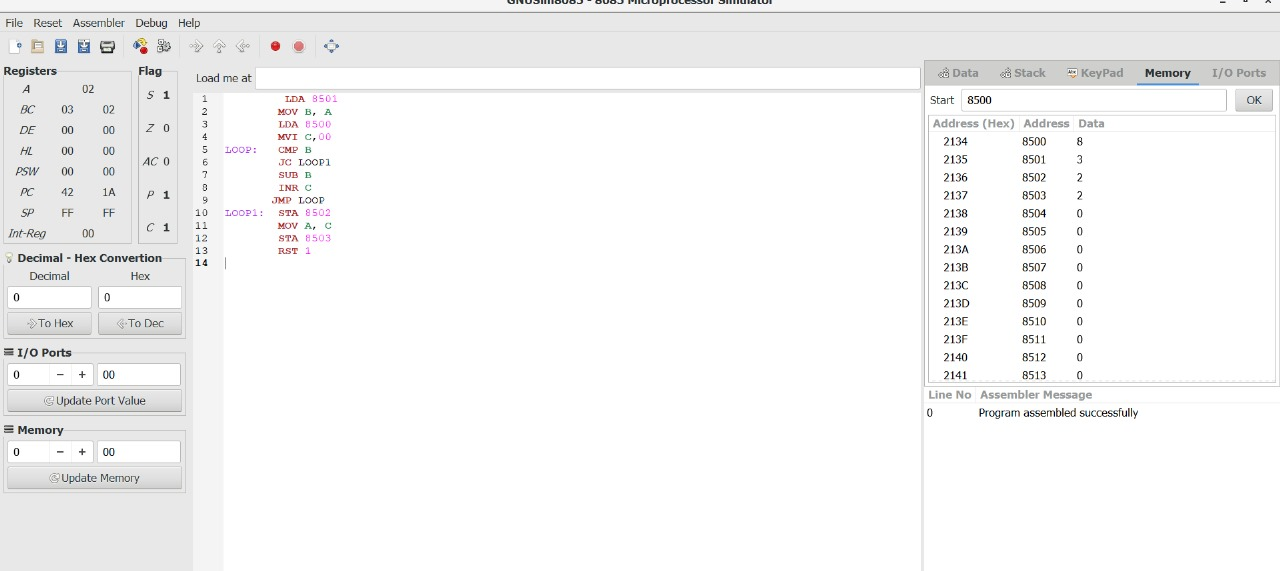 GNUSim8085 - 8085 Microprocessor Simulator
File Reset Assembler Debug Help
Registers
A 02
BC 03 02
DE 00 00
HL 00 00
PSW 00 00
PC 42 1A
SP FF FF
Int-Reg 00
Flag
S 1
Z 0
AC 0
P 1
C 1
Decimal - Hex Convertion
Decimal Hex
0 0
To Hex To Dec
I/O Ports
0 - + 00
Update Port Value
Memory
0 - + 00
Update Memory
Load me at
1 LDA 8501
2 MOV B, A
3 LDA 8500
4 MVI C,00
5 LOOP: CMP B
6 JC LOOP1
7 SUB B
8 INR C
9 JMP LOOP
10 LOOP1: STA 8502
11 MOV A, C
12 STA 8503
13 RST 1
14
Data Stack KeyPad Memory I/O Ports
Start 8500 OK
Address (Hex) Address Data
2134 8500 8
2135 8501 3
2136 8502 2
2137 8503 2
2138 8504 0
2139 8505 0
213A 8506 0
213B 8507 0
213C 8508 0
213D 8509 0
213E 8510 0
213F 8511 0
2140 8512 0
2141 8513 0
Line No Assembler Message
0 Program assembled successfully